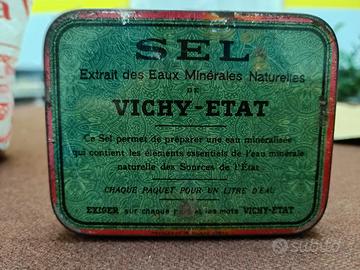 SEL
Extrait des Eaux Minérales Naturelles
DE
VICHY-ETAT
Ce Sel permet de préparer une eau minéralisée
qui contient les éléments essentiels de l'eau minérale
naturelle des Sources de l'État
CHAQUE PAQUET POUR UN LITRE D'EAU
EXIGER sur chaque et les mots VICHY-ETAT
subito